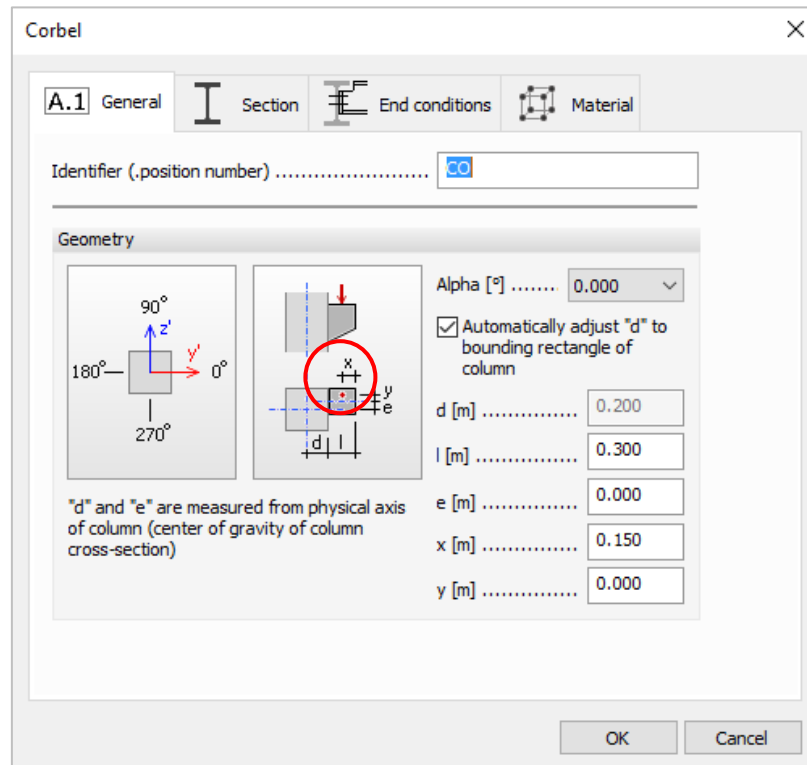 Corbel
A.1 General
Section
End conditions
Material
Identifier (.position number) ........................ CO
Geometry
90°
z'
y'
180°
0°
270°
x
y
e
d l
"d" and "e" are measured from physical axis
of column (center of gravity of column
cross-section)
Alpha [°] ....... 0.000
Automatically adjust "d" to
bounding rectangle of
column
d [m] ............... 0.200
l [m] ................ 0.300
e [m] ............... 0.000
x [m] ............... 0.150
y [m] ............... 0.000
OK
Cancel